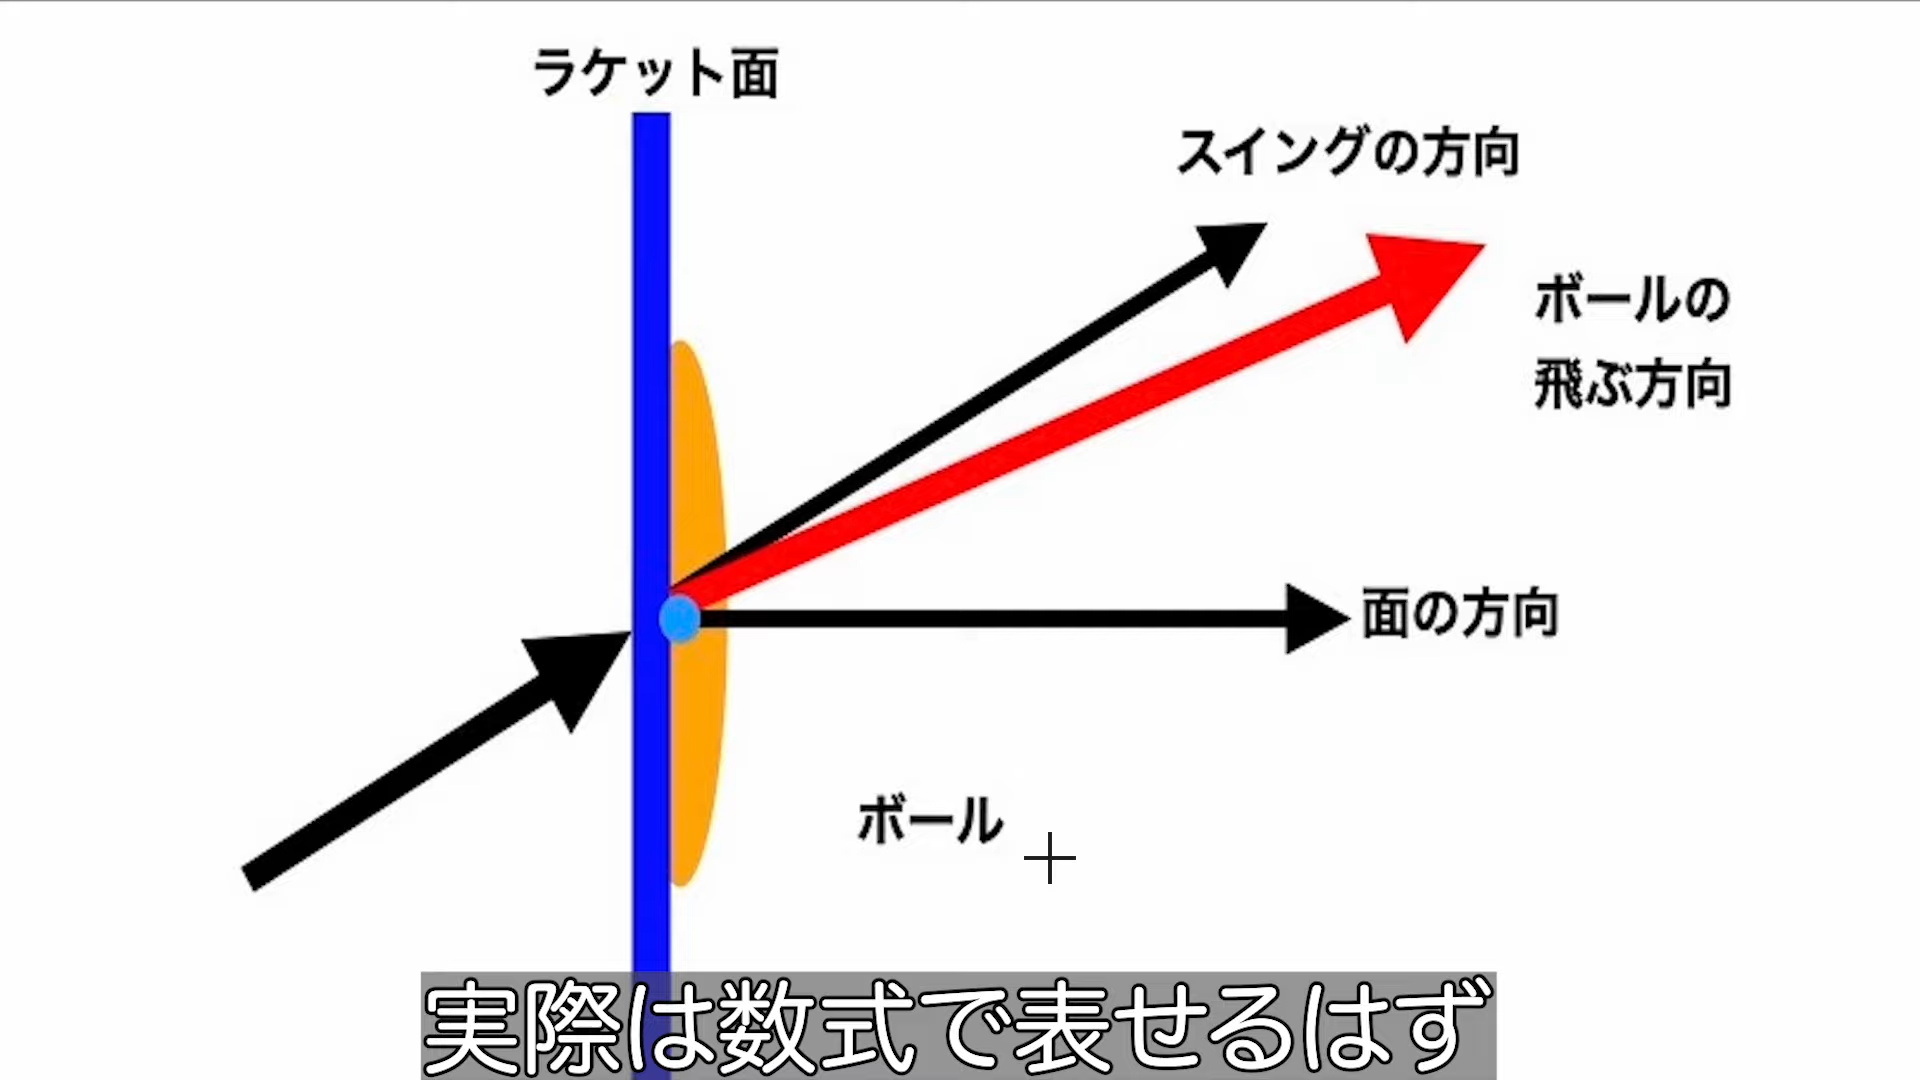 ラケット面
スイングの方向
ボールの
飛ぶ方向
面の方向
ボール
実際は数式で表せるはず